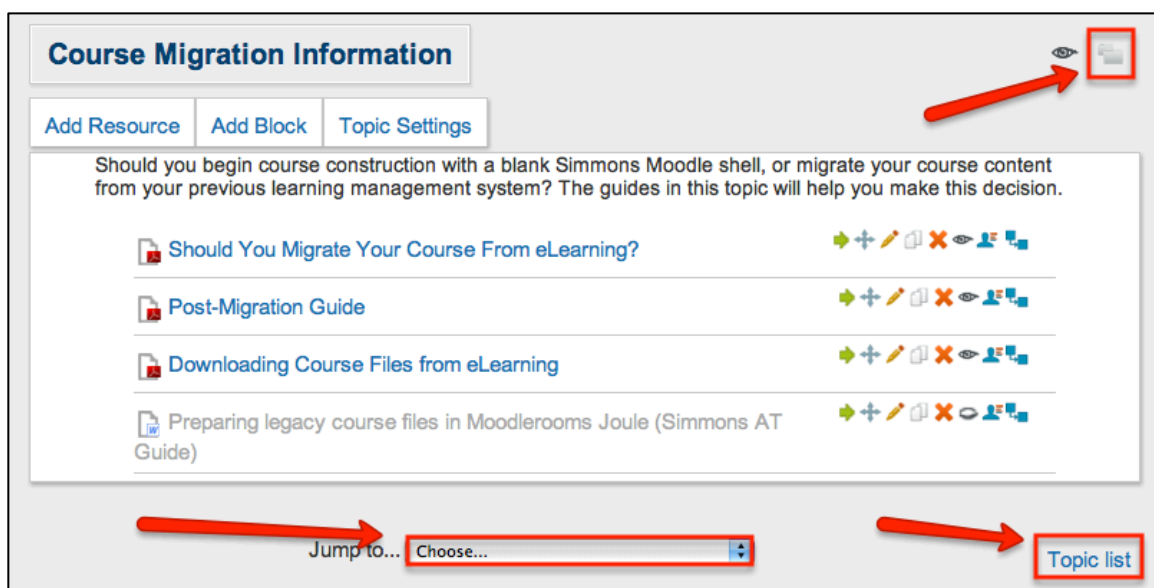 Course Migration Information
Add Resource
Add Block
Topic Settings
Should you begin course construction with a blank Simmons Moodle shell, or migrate your course content
from your previous learning management system? The guides in this topic will help you make this decision.
Should You Migrate Your Course From eLearning?
Post-Migration Guide
Downloading Course Files from eLearning
Preparing legacy course files in Moodlerooms Joule (Simmons AT
Guide)
Jump to... Choose...
Topic list